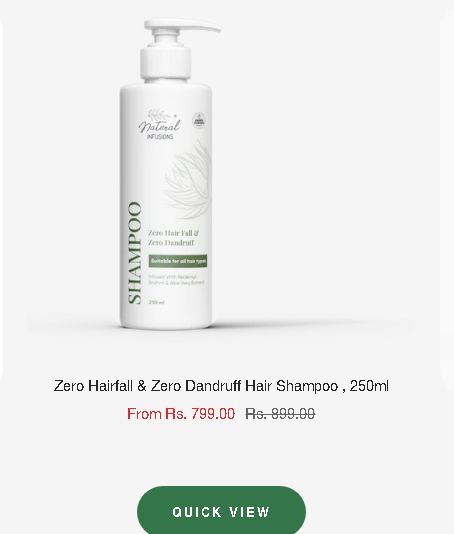 Natural
INFUSIONS
SHAMPOO
Zero Hair Fall &
Zero Dandruff
Suitable for all hair types
250 ml
Zero Hairfall & Zero Dandruff Hair Shampoo , 250ml
From Rs. 799.00 Rs. 899.00
QUICK VIEW